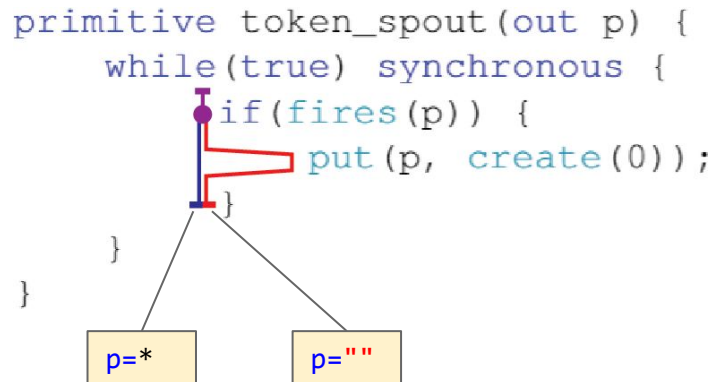 primitive token_spout(out p) {
while(true) synchronous {
if(fires(p)) {
put(p, create(0));
}
}
}
p=*
p=""